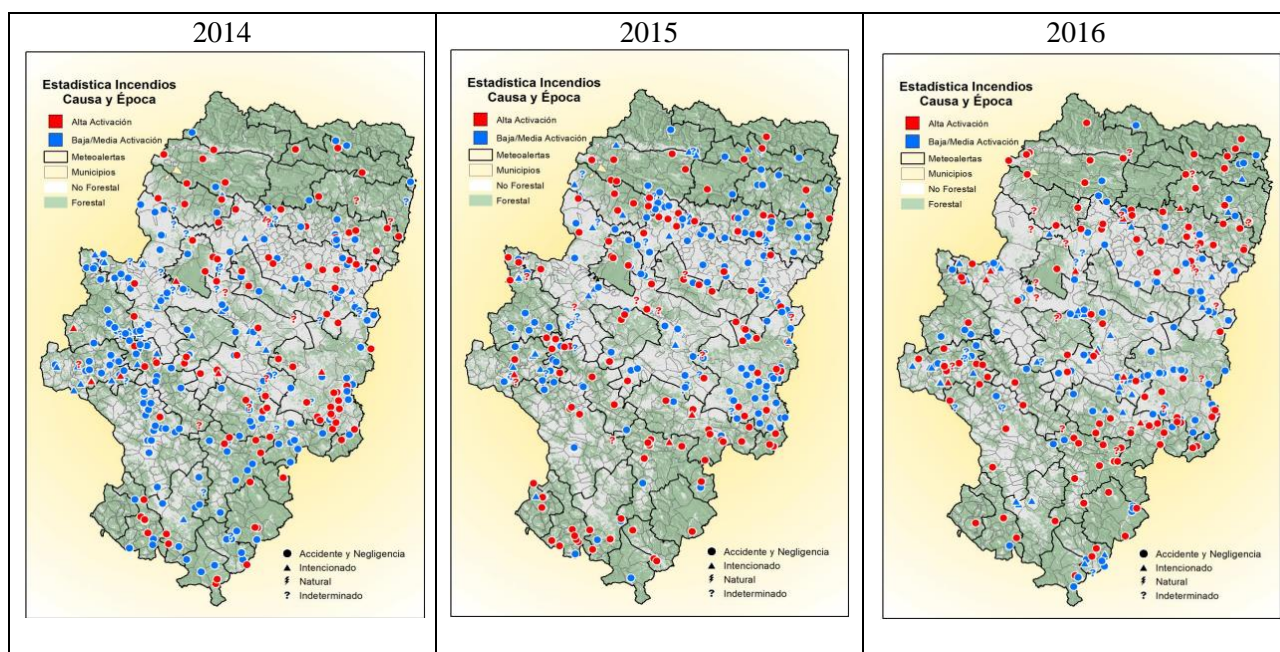 2014
Estadística Incendios
Causa y Época
Alta Activación
Baja/Media Activación
Meteoalertas
Municipios
No Forestal
Forestal
Accidente y Negligencia
Intencionado
Natural
? Indeterminado
2015
Estadística Incendios
Causa y Época
Alta Activación
Baja/Media Activación
Meteoalertas
Municipios
No Forestal
Forestal
Accidente y Negligencia
Intencionado
Natural
? Indeterminado
2016
Estadística Incendios
Causa y Época
Alta Activación
Baja/Media Activación
Meteoalertas
Municipios
No Forestal
Forestal
Accidente y Negligencia
Intencionado
Natural
? Indeterminado